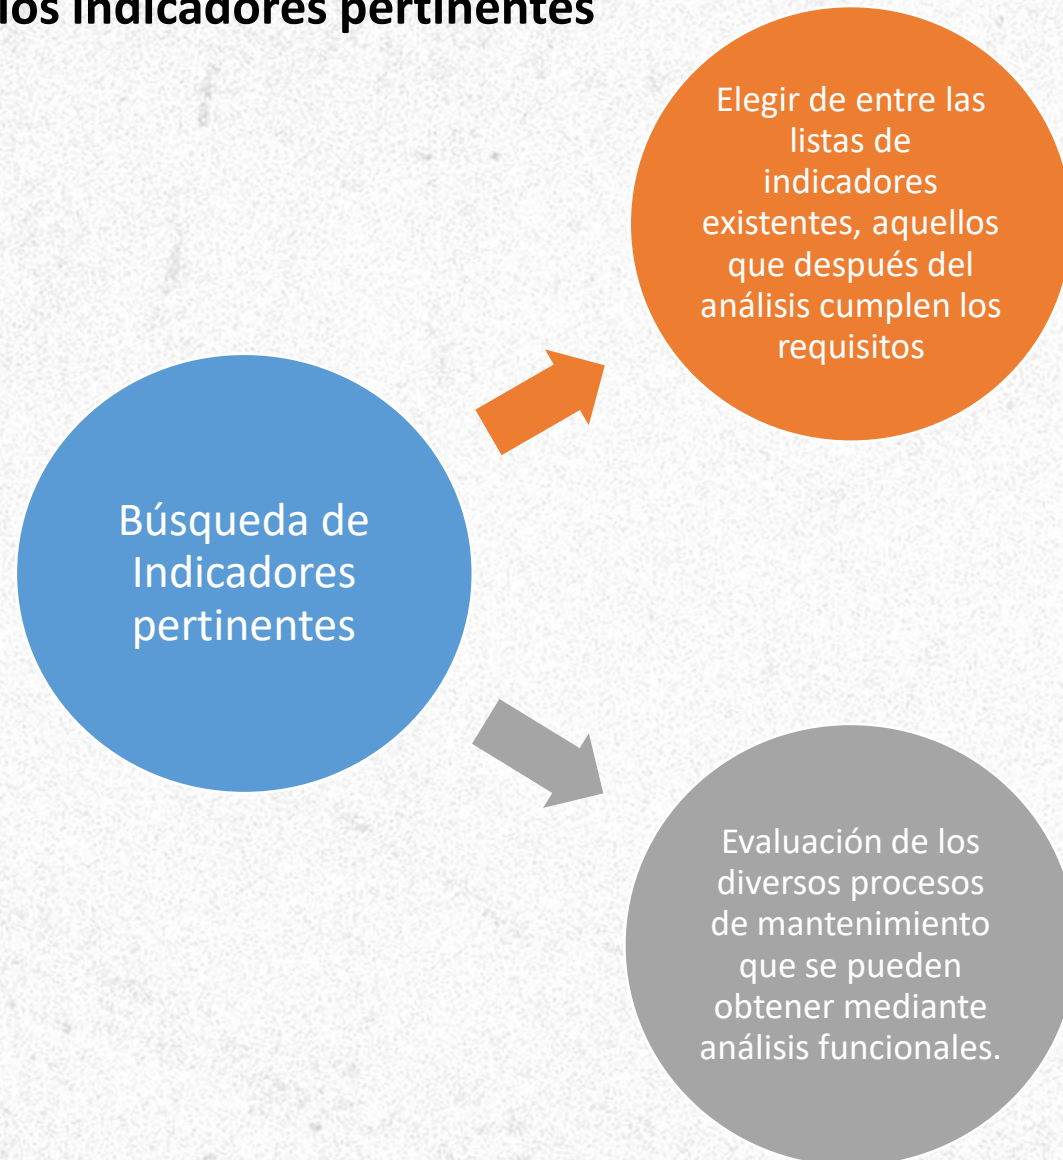 los indicadores pertinentes
Elegir de entre las
listas de
indicadores
existentes, aquellos
que después del
análisis cumplen los
requisitos
Búsqueda de
Indicadores
pertinentes
Evaluación de los
diversos procesos
de mantenimiento
que se pueden
obtener mediante
análisis funcionales.